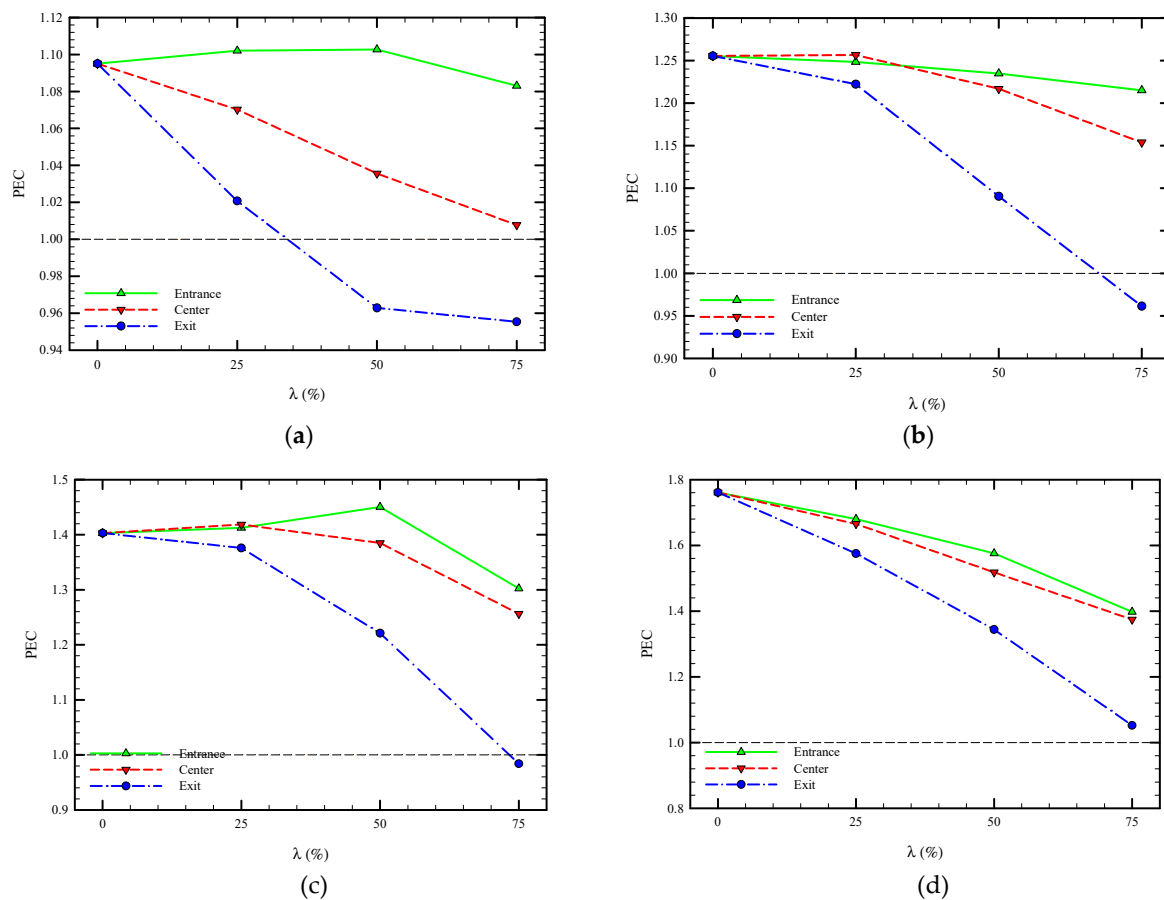 1.12
1.10
1.08
1.06
1.04
1.02
1.00
0.98
0.96
0.94
PEC
Entrance
Center
Exit
0 25 50 75
λ (%)
(a)
1.30
1.25
1.20
1.15
1.10
1.05
1.00
0.95
0.90
PEC
Entrance
Center
Exit
0 25 50 75
λ (%)
(b)
1.5
1.4
1.3
1.2
1.1
1.0
0.9
PEC
Entrance
Center
Exit
0 25 50 75
λ (%)
(c)
1.8
1.6
1.4
1.2
1.0
0.8
PEC
Entrance
Center
Exit
0 25 50 75
λ (%)
(d)